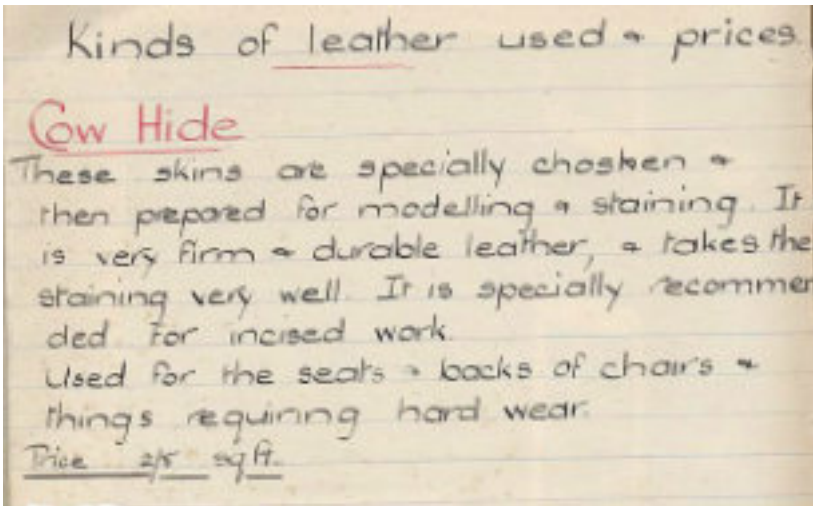 Kinds of leather used & prices
Cow Hide
These skins are specially chosken &
then prepared for modelling & staining. It
is very firm & durable leather, & takes the
staining very well. It is specially recommen
ded for incised work.
Used for the seats & backs of chairs &
things requiring hard wear.
Price 2/5 sq ft.